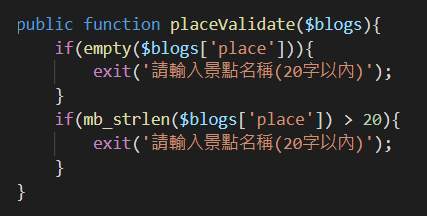 public function placeValidate($blogs){
if(empty($blogs['place'])){
exit('請輸入景點名稱(20字以內)');
}
if(mb_strlen($blogs['place']) > 20){
exit('請輸入景點名稱(20字以內)');
}
}